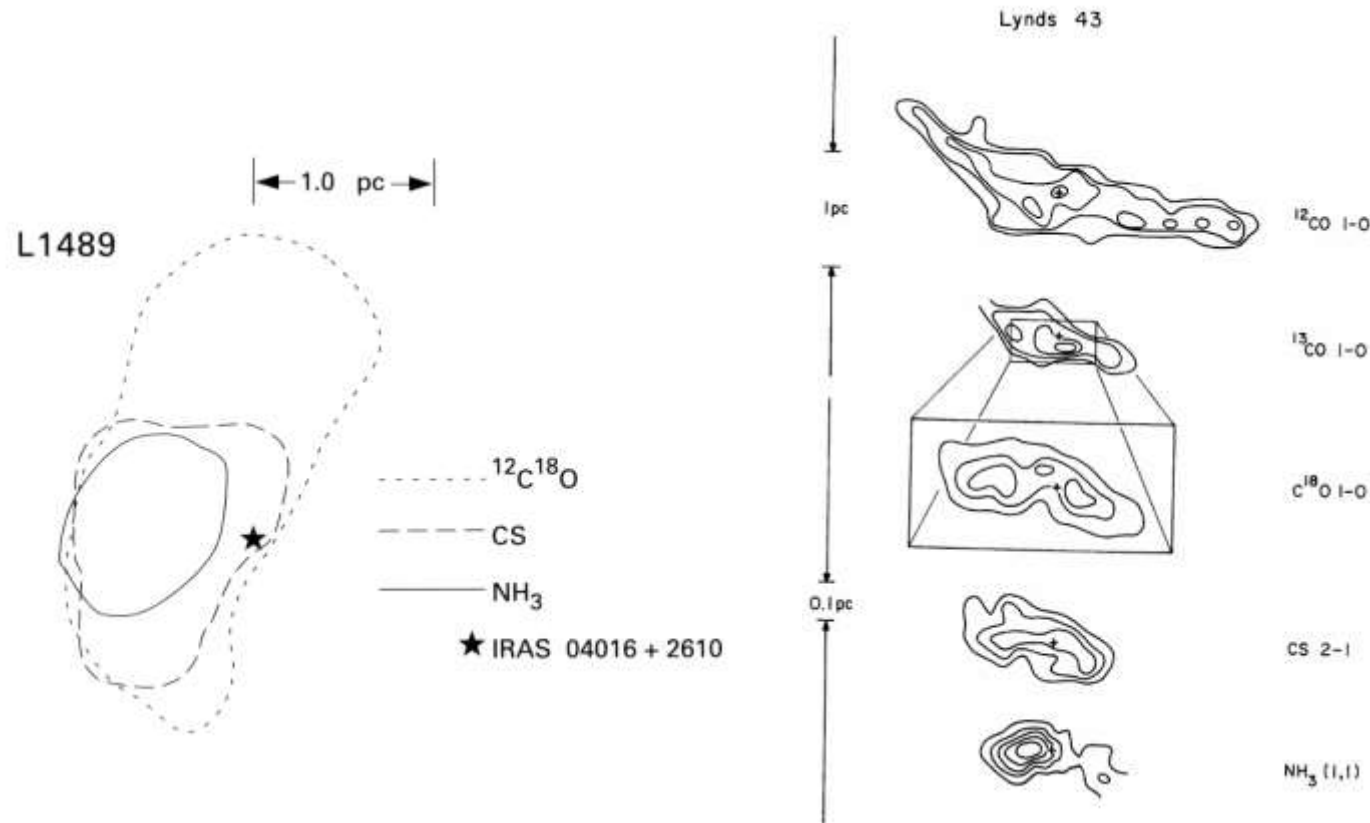 L1489
1.0 pc
¹²C¹⁸O
CS
NH₃
IRAS 04016 + 2610
Lynds 43
1pc
0.1pc
¹²CO 1-0
¹³CO 1-0
C¹⁸O 1-0
CS 2-1
NH₃ (1,1)